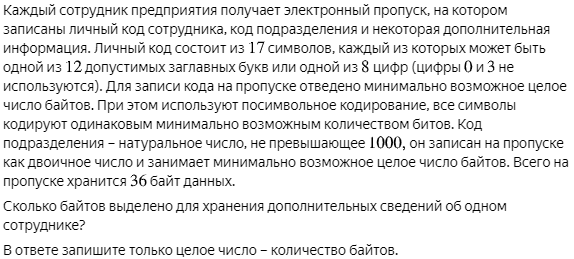 Каждый сотрудник предприятия получает электронный пропуск, на котором
записаны личный код сотрудника, код подразделения и некоторая дополнительная
информация. Личный код состоит из 17 символов, каждый из которых может быть
одной из 12 допустимых заглавных букв или одной из 8 цифр (цифры 0 и 3 не
используются). Для записи кода на пропуске отведено минимально возможное целое
число байтов. При этом используют посимвольное кодирование, все символы
кодируют одинаковым минимально возможным количеством битов. Код
подразделения – натуральное число, не превышающее 1000, он записан на пропуске
как двоичное число и занимает минимально возможное целое число байтов. Всего на
пропуске хранится 36 байт данных.
Сколько байтов выделено для хранения дополнительных сведений об одном
сотруднике?
В ответе запишите только целое число – количество байтов.